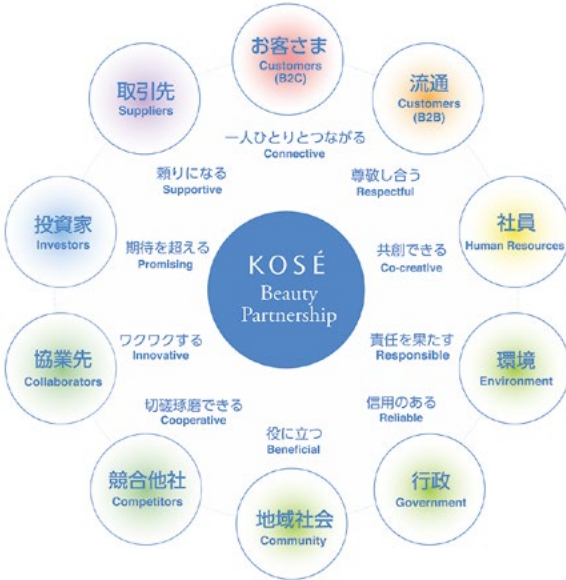 お客さま
Customers
(B2C)
流通
Customers
(B2B)
社員
Human Resources
環境
Environment
行政
Government
地域社会
Community
競合他社
Competitors
協業先
Collaborators
投資家
Investors
取引先
Suppliers
一人ひとりとつながる
Connective
尊敬し合う
Respectful
共創できる
Co-creative
責任を果たす
Responsible
信用のある
Reliable
役に立つ
Beneficial
切磋琢磨できる
Cooperative
ワクワクする
Innovative
期待を超える
Promising
頼りになる
Supportive
KOSÉ
Beauty
Partnership